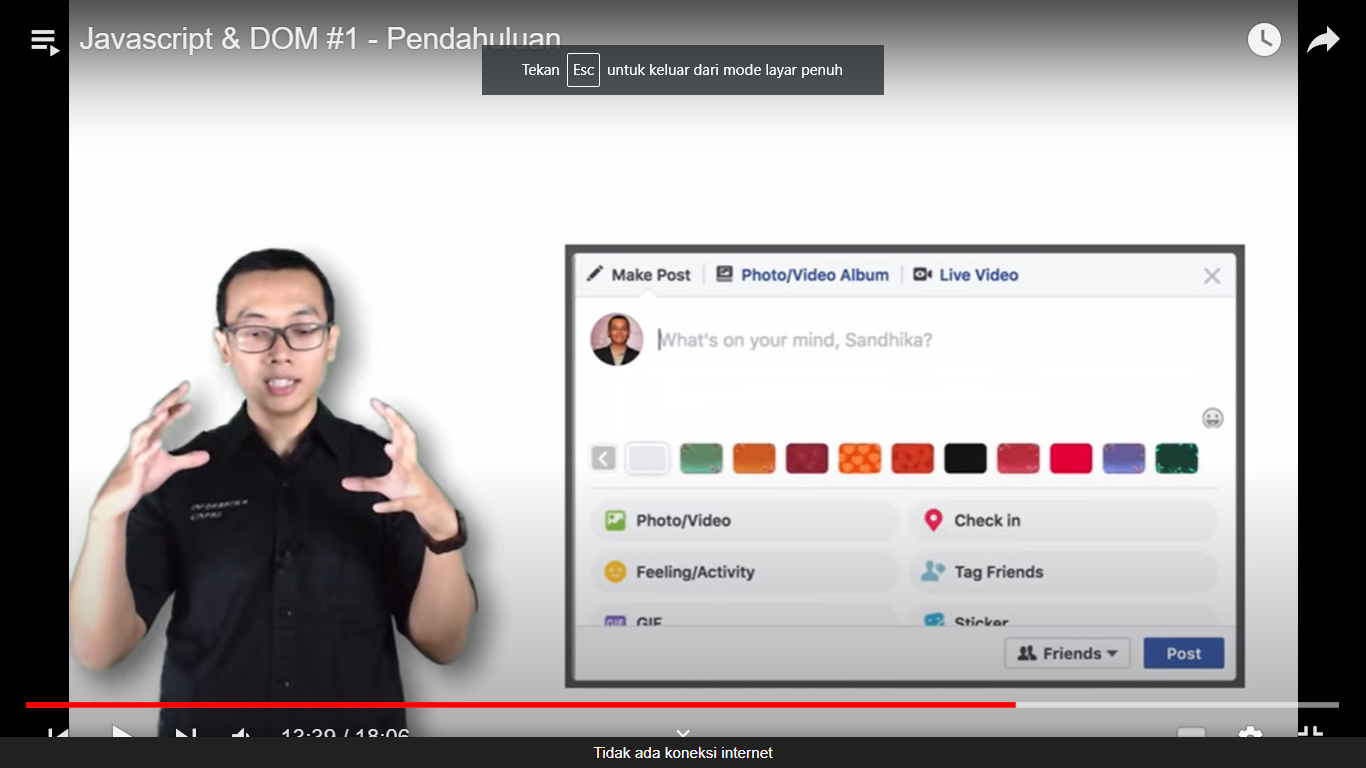 Javascript & DOM #1 - Pendahuluan
Tekan Esc untuk keluar dari mode layar penuh
Make Post Photo/Video Album Live Video
What's on your mind, Sandhika?
Photo/Video Check in
Feeling/Activity Tag Friends
GIF Sticker
Friends Post
13:39 / 18:06
Tidak ada koneksi internet